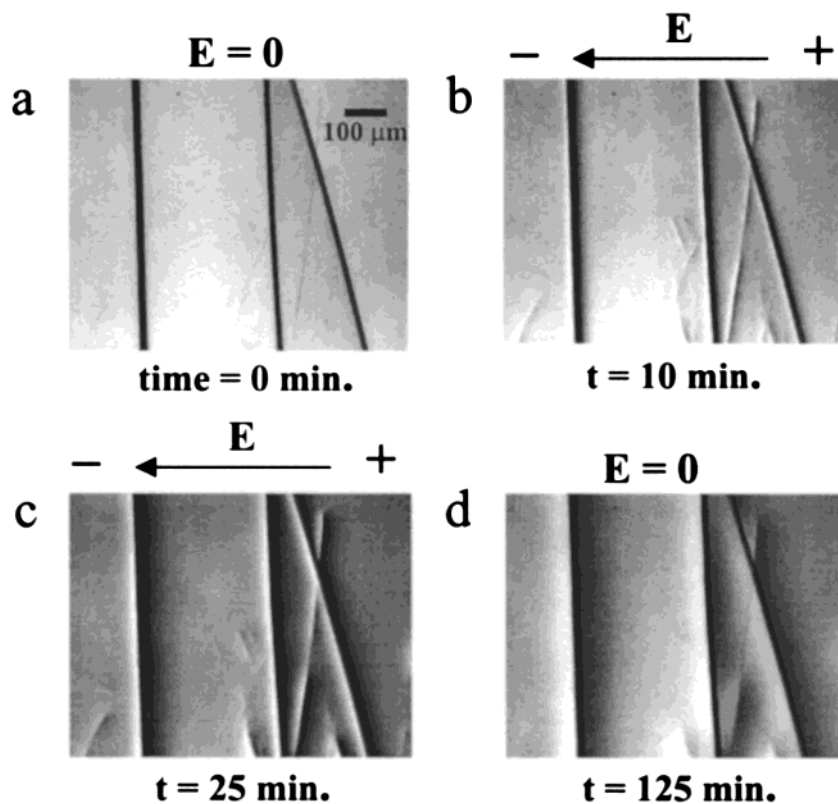 E = 0
a
100 μm
time = 0 min.
− E +
b
t = 10 min.
− E +
c
t = 25 min.
E = 0
d
t = 125 min.